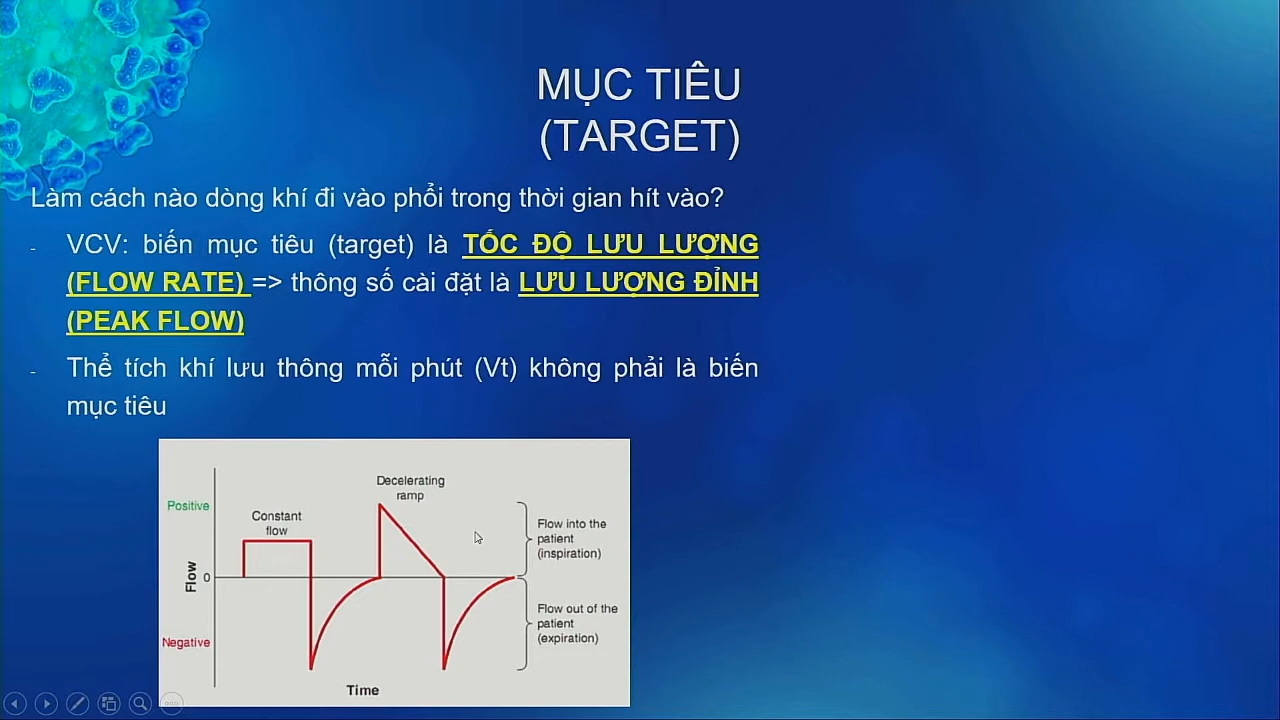 MỤC TIÊU
(TARGET)
Làm cách nào dòng khí đi vào phổi trong thời gian hít vào?
- VCV: biến mục tiêu (target) là TỐC ĐỘ LƯU LƯỢNG
(FLOW RATE) => thông số cài đặt là LƯU LƯỢNG ĐỈNH
(PEAK FLOW)
- Thể tích khí lưu thông mỗi phút (Vt) không phải là biến
mục tiêu
Decelerating
ramp
Positive
Constant
flow
Flow into the
patient
(inspiration)
Flow
0
Flow out of the
patient
(expiration)
Negative
Time